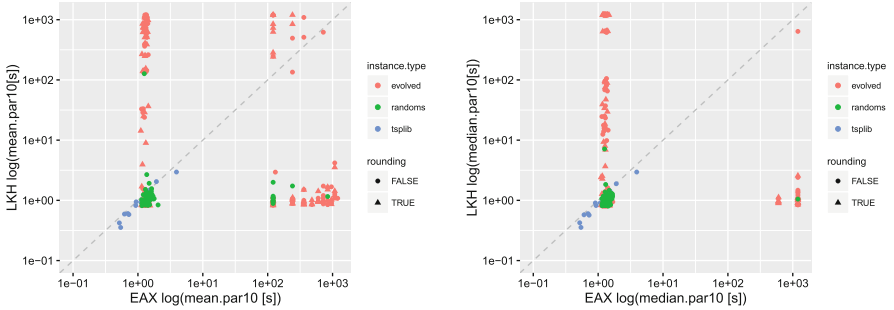 LKH log(mean.par10[s])
1e+03
1e+02
1e+01
1e+00
1e−01
1e−01
1e+00
1e+01
1e+02
1e+03
EAX log(mean.par10 [s])
instance.type
evolved
randoms
tsplib
rounding
FALSE
TRUE
LKH log(median.par10[s])
1e+03
1e+02
1e+01
1e+00
1e−01
1e−01
1e+00
1e+01
1e+02
1e+03
EAX log(median.par10 [s])
instance.type
evolved
randoms
tsplib
rounding
FALSE
TRUE